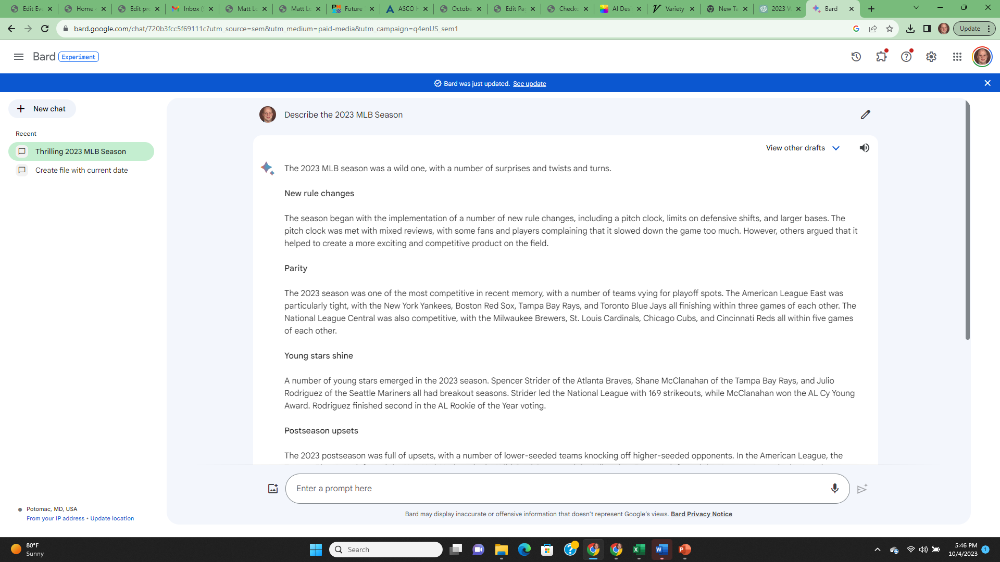 Edit Eve
Home
Edit pro
Inbox (
Matt Lo
Matt Lo
Future
ASCO
Octobe
Edit Pa
Checko
AI Desi
Variety
New Ta
2023 W
Bard
bard.google.com/chat/720b3fcc5f69111c?utm_source=sem&utm_medium=paid-media&utm_campaign=q4enUS_sem1
Update
Bard Experiment
Bard was just updated. See update
New chat
Recent
Thrilling 2023 MLB Season
Create file with current date
Describe the 2023 MLB Season
View other drafts
The 2023 MLB season was a wild one, with a number of surprises and twists and turns.
New rule changes
The season began with the implementation of a number of new rule changes, including a pitch clock, limits on defensive shifts, and larger bases. The
pitch clock was met with mixed reviews, with some fans and players complaining that it slowed down the game too much. However, others argued that it
helped to create a more exciting and competitive product on the field.
Parity
The 2023 season was one of the most competitive in recent memory, with a number of teams vying for playoff spots. The American League East was
particularly tight, with the New York Yankees, Boston Red Sox, Tampa Bay Rays, and Toronto Blue Jays all finishing within three games of each other. The
National League Central was also competitive, with the Milwaukee Brewers, St. Louis Cardinals, Chicago Cubs, and Cincinnati Reds all within five games
of each other.
Young stars shine
A number of young stars emerged in the 2023 season. Spencer Strider of the Atlanta Braves, Shane McClanahan of the Tampa Bay Rays, and Julio
Rodriguez of the Seattle Mariners all had breakout seasons. Strider led the National League with 169 strikeouts, while McClanahan won the AL Cy Young
Award. Rodriguez finished second in the AL Rookie of the Year voting.
Postseason upsets
The 2023 postseason was full of upsets, with a number of lower-seeded teams knocking off higher-seeded opponents. In the American League, the
Enter a prompt here
Bard may display inaccurate or offensive information that doesn't represent Google's views. Bard Privacy Notice
Potomac, MD, USA
From your IP address • Update location
80°F
Sunny
Search
5:46 PM
10/4/2023
1